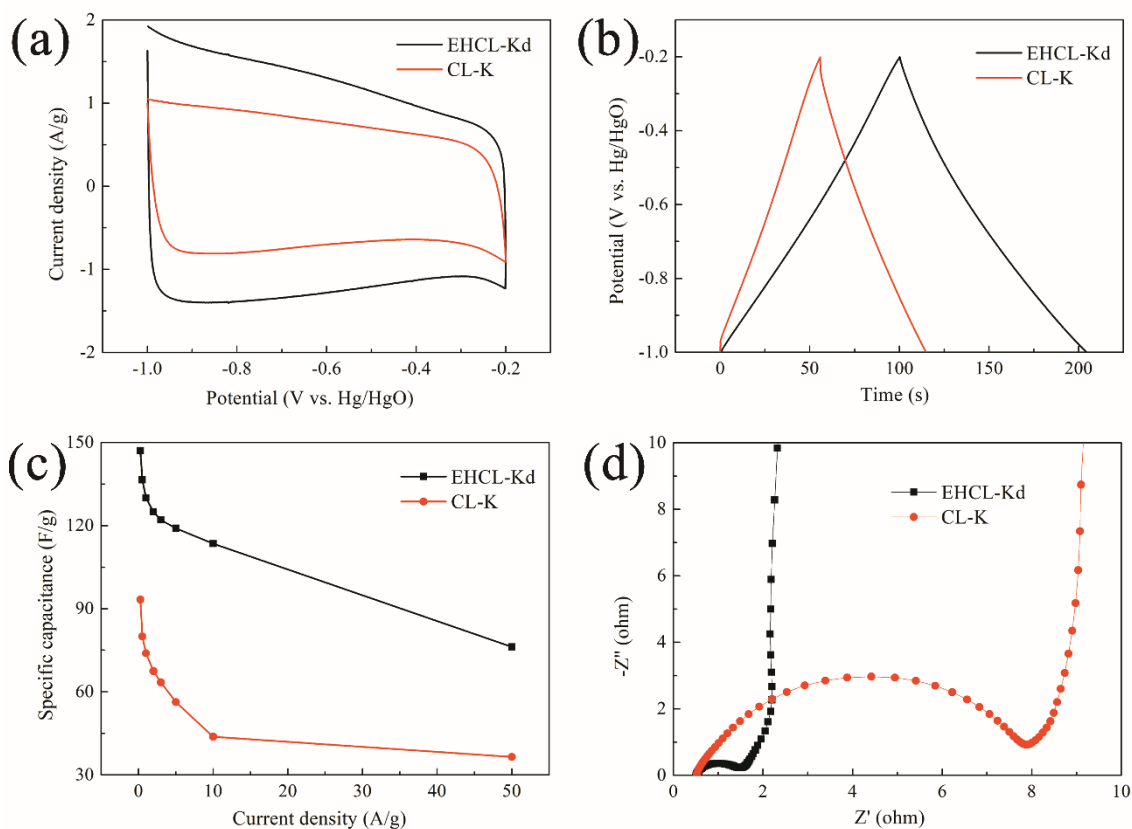 (a)
EHCL-Kd
CL-K
2
1
0
-1
-2
Current density (A/g)
-1.0 -0.8 -0.6 -0.4 -0.2
Potential (V vs. Hg/HgO)
(b)
EHCL-Kd
CL-K
-0.2
-0.4
-0.6
-0.8
-1.0
Potential (V vs. Hg/HgO)
0 50 100 150 200
Time (s)
(c)
EHCL-Kd
CL-K
150
120
90
60
30
Specific capacitance (F/g)
0 10 20 30 40 50
Current density (A/g)
(d)
EHCL-Kd
CL-K
10
8
6
4
2
0
-Z" (ohm)
0 2 4 6 8 10
Z' (ohm)